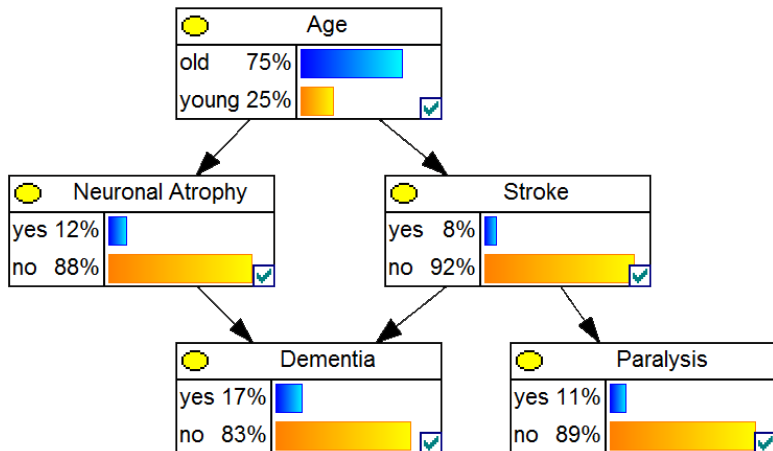 Age
old 75%
young 25%
Neuronal Atrophy
yes 12%
no 88%
Stroke
yes 8%
no 92%
Dementia
yes 17%
no 83%
Paralysis
yes 11%
no 89%